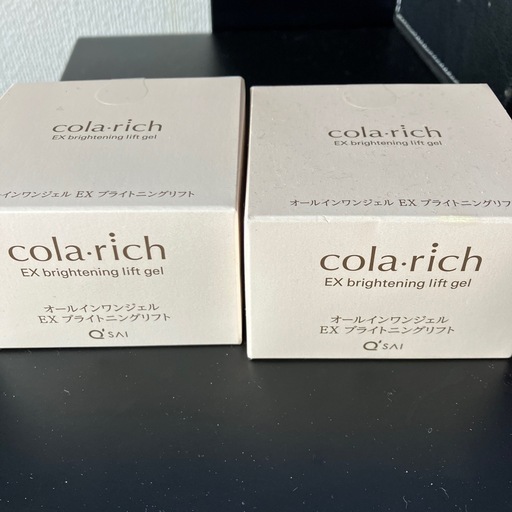 cola·rich
EX brightening lift gel
インワンジェル EX ブライトニングリフト
cola·rich
EX brightening lift gel
オールインワンジェル
EX ブライトニングリフト
Q'SAI
cola·rich
EX brightening lift gel
オールインワンジェル EX ブライトニングリフ
cola·rich
EX brightening lift gel
オールインワンジェル
EX ブライトニングリフト
Q'SAI